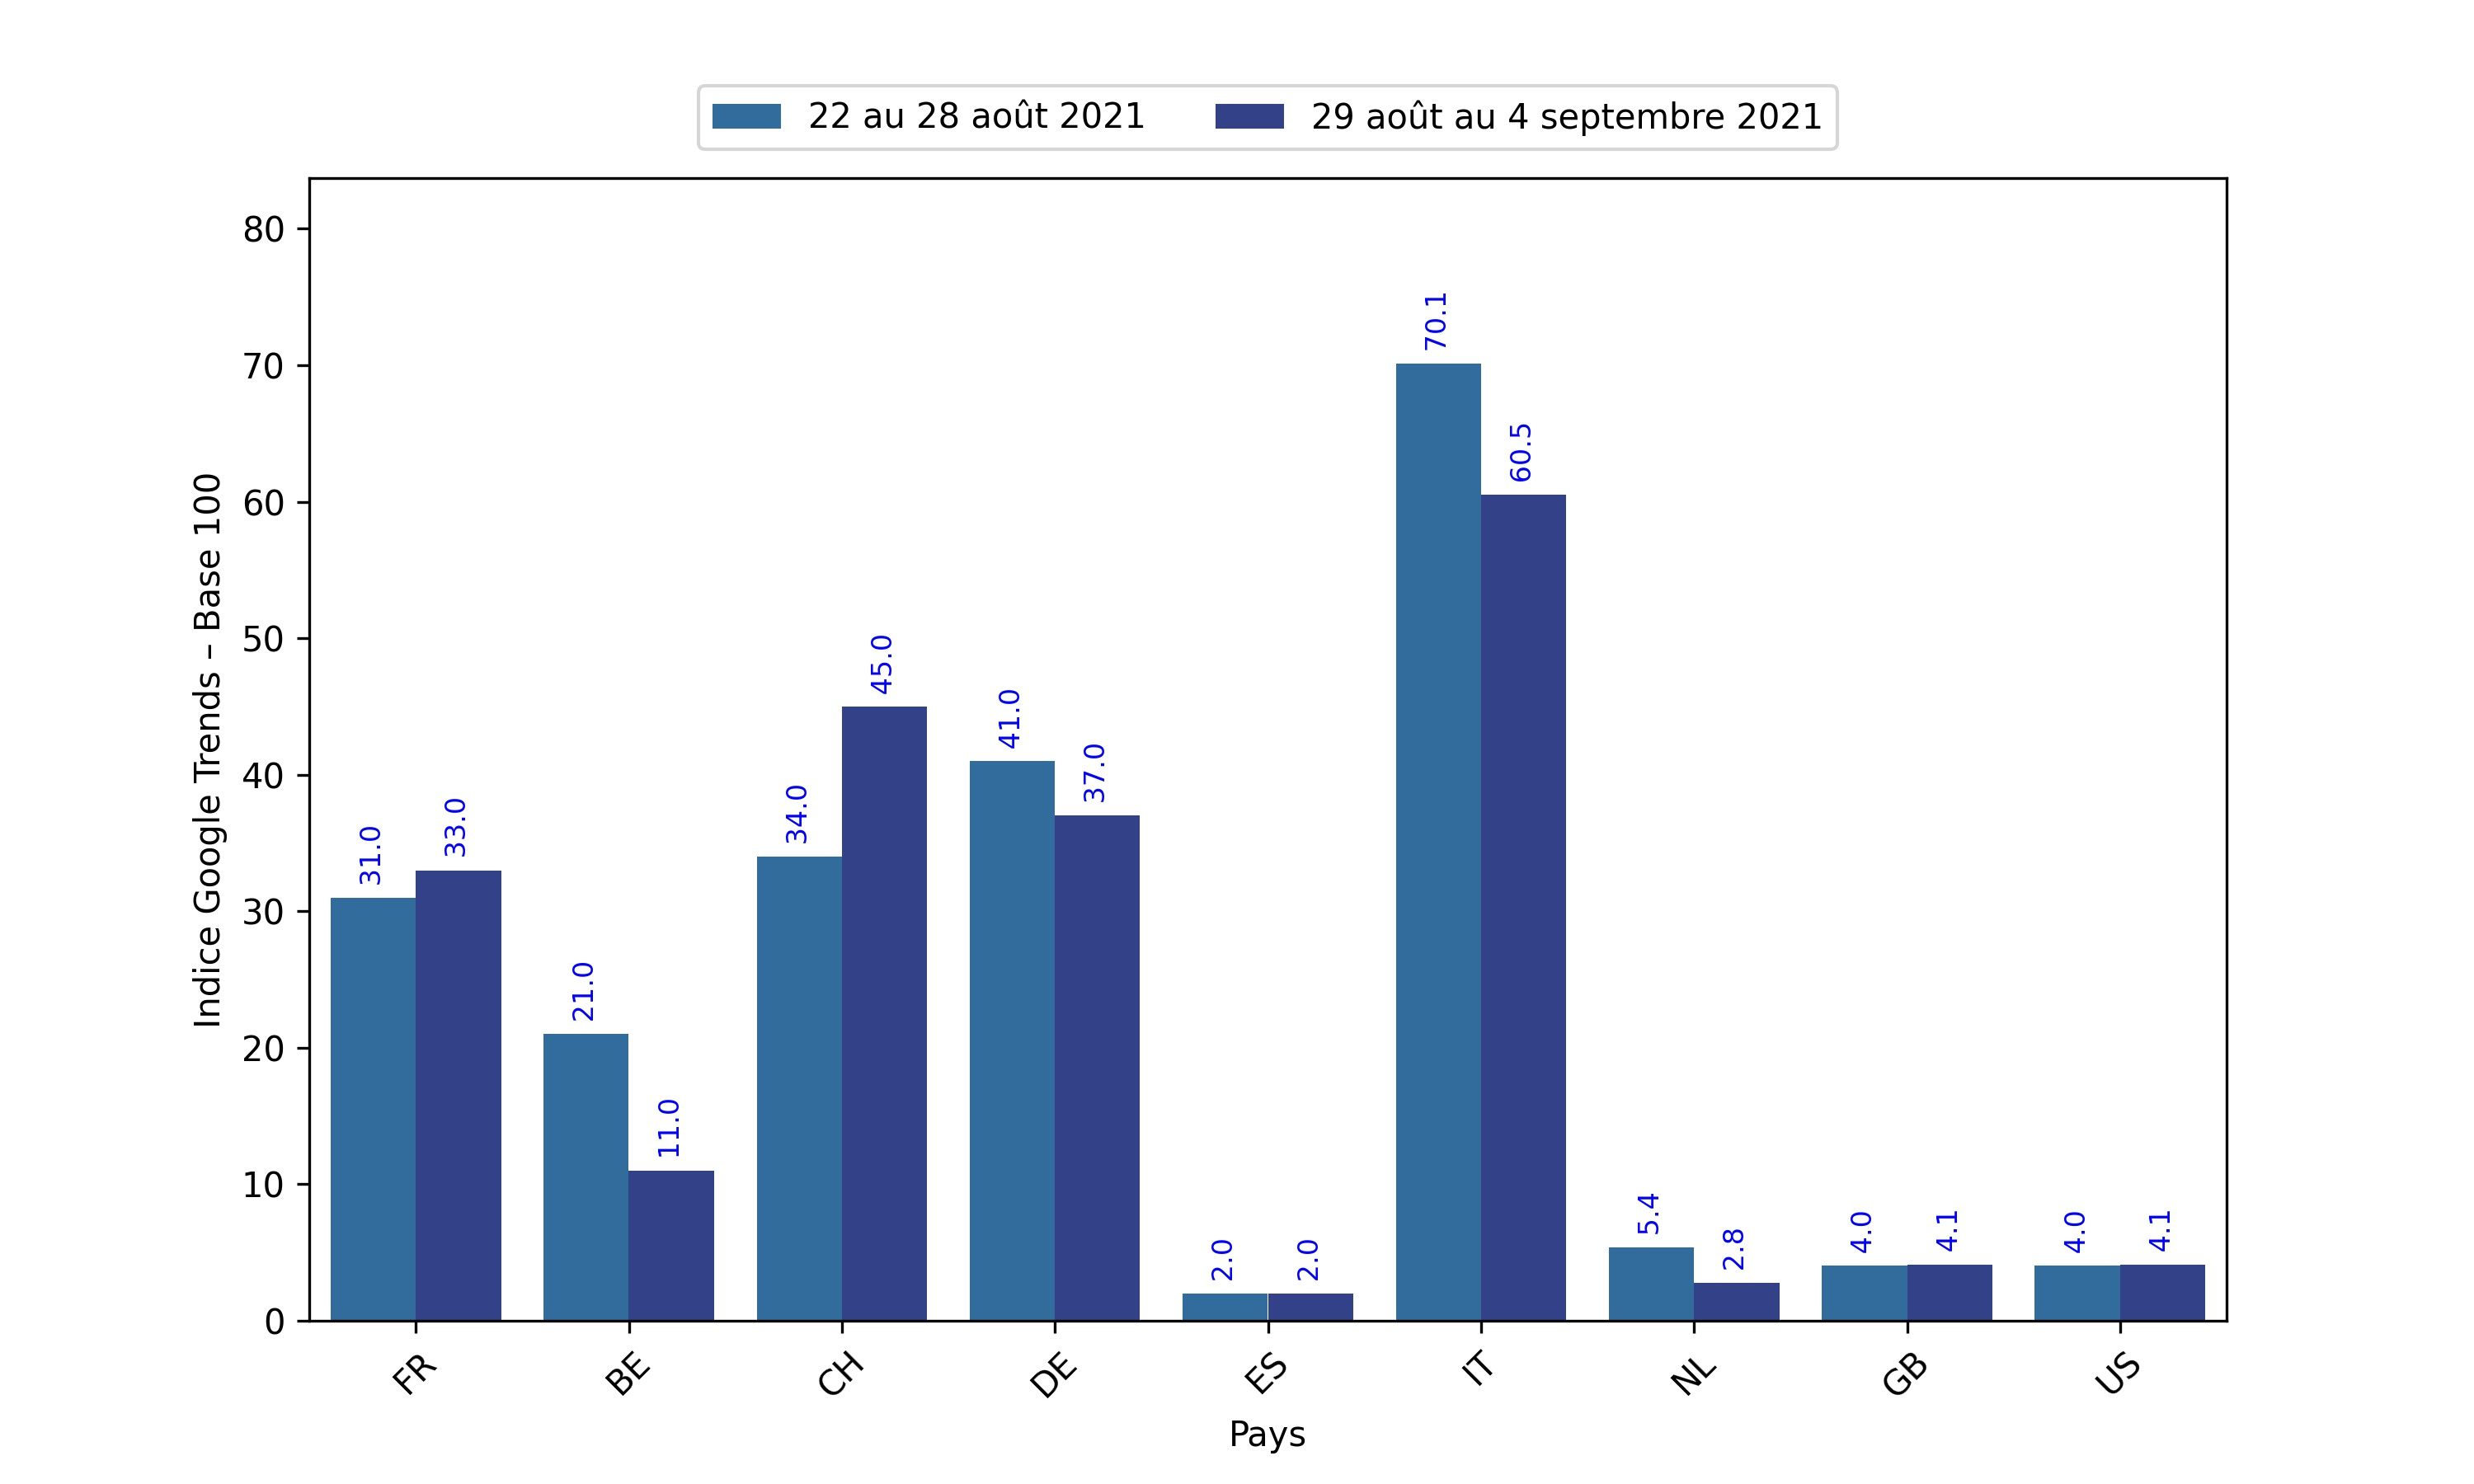 22 au 28 août 2021
29 août au 4 septembre 2021
Indice Google Trends – Base 100
80
70
60
50
40
30
20
10
0
31.0
33.0
21.0
11.0
34.0
45.0
41.0
37.0
2.0
2.0
70.1
60.5
5.4
2.8
4.0
4.1
4.0
4.1
FR
BE
CH
DE
ES
IT
NL
GB
US
Pays